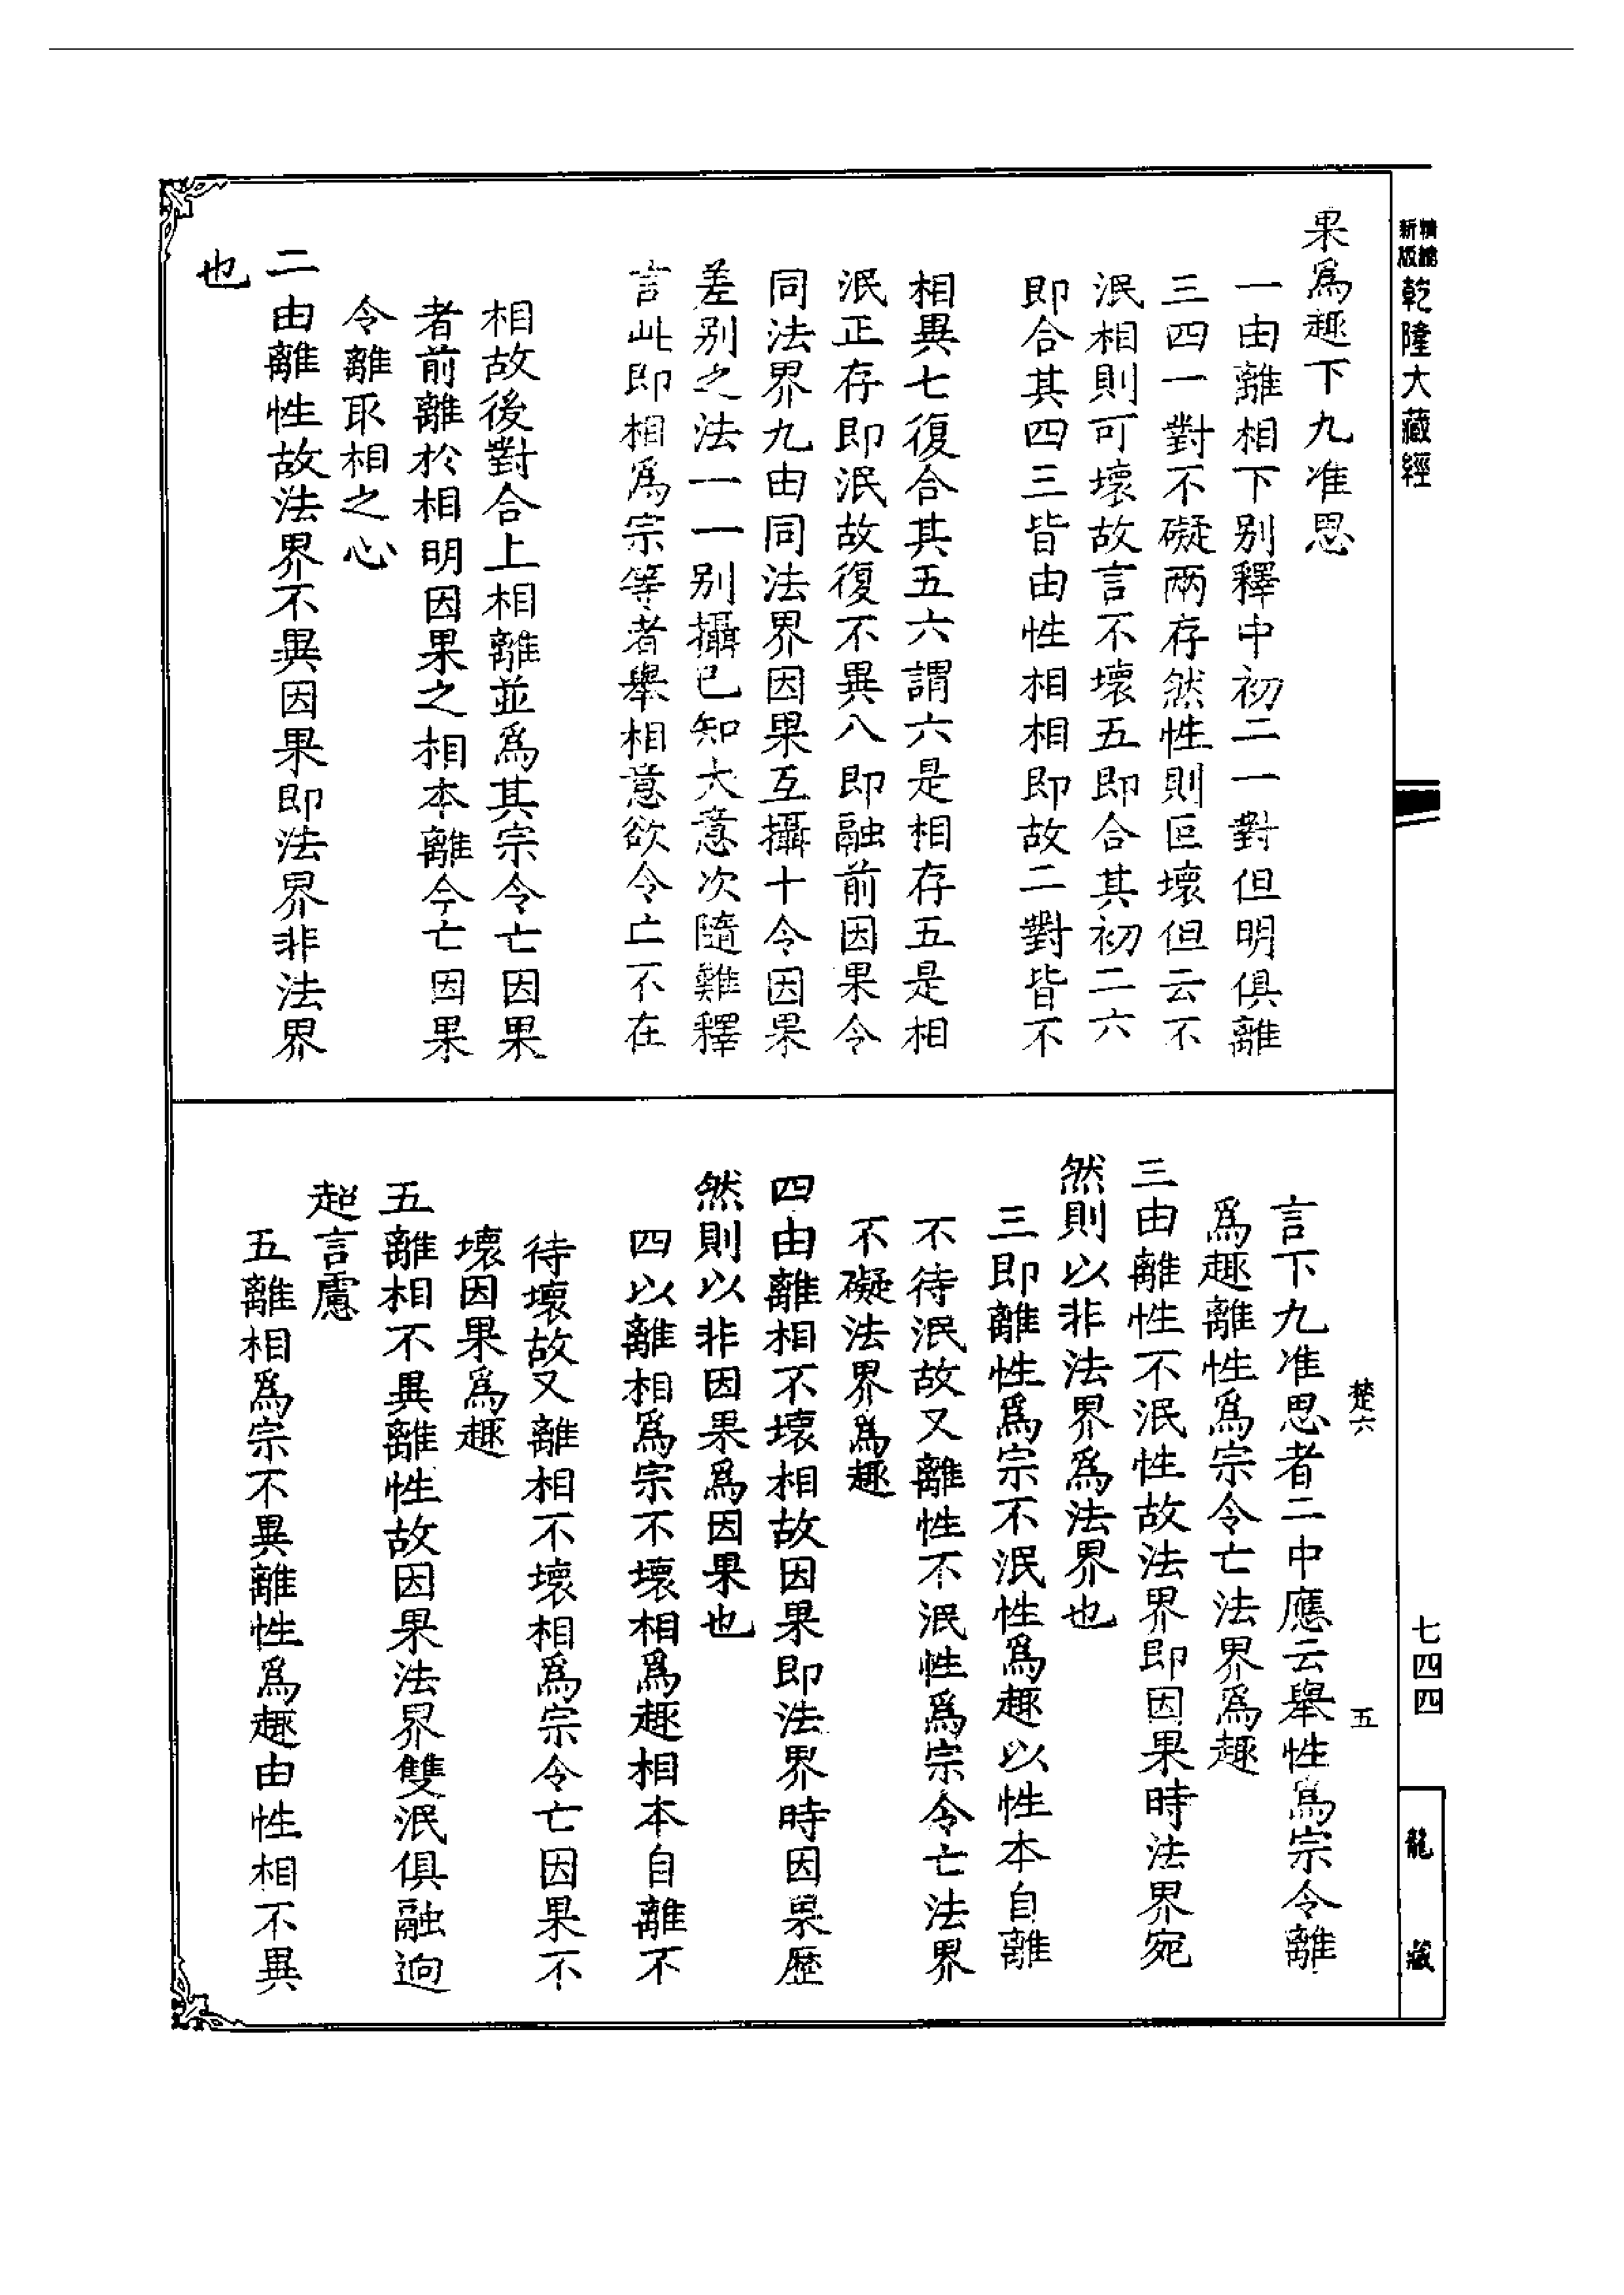 新版精縮乾隆大藏經
果爲趣下九准思
一由離相下別釋中初二一對但明俱離
三四一對不礙兩存然性則叵壞但云不
泯相則可壞故言不壞五即合其初二六
即合其四三皆由性相相即故二對皆不
相異七復合其五六謂六是相存五是相
泯正存即泯故復不異八即融前因果令
同法界九由同法界因果互攝十令因果
差別之法一一別攝已知大意次隨難釋
言此即相爲宗等者舉相意欲令亡不在
相故後對合上相離並爲其宗令亡因果
者前離於相明因果之相本離今亡因果
令離取相之心
二由離性故法界不異因果即法界非法界
也
言下九准思者二中應云舉性爲宗令離
爲趣離性爲宗令亡法界爲趣
三由離性不泯性故法界即因果時法界宛
然則以非法界爲法界也
三即離性爲宗不泯性爲趣以性本自離
不待泯故又離性不泯性爲宗令亡法界
不礙法界爲趣
四由離相不壞相故因果即法界時因果歷
然則以非因果爲因果也
四以離相爲宗不壞相爲趣相本自離不
待壞故又離相不壞相爲宗令亡因果不
壞因果爲趣
五離相不異離性故因果法界雙泯俱融逈
超言慮
五離相爲宗不異離性爲趣由性相不異
楚六
五
七四四
龍藏